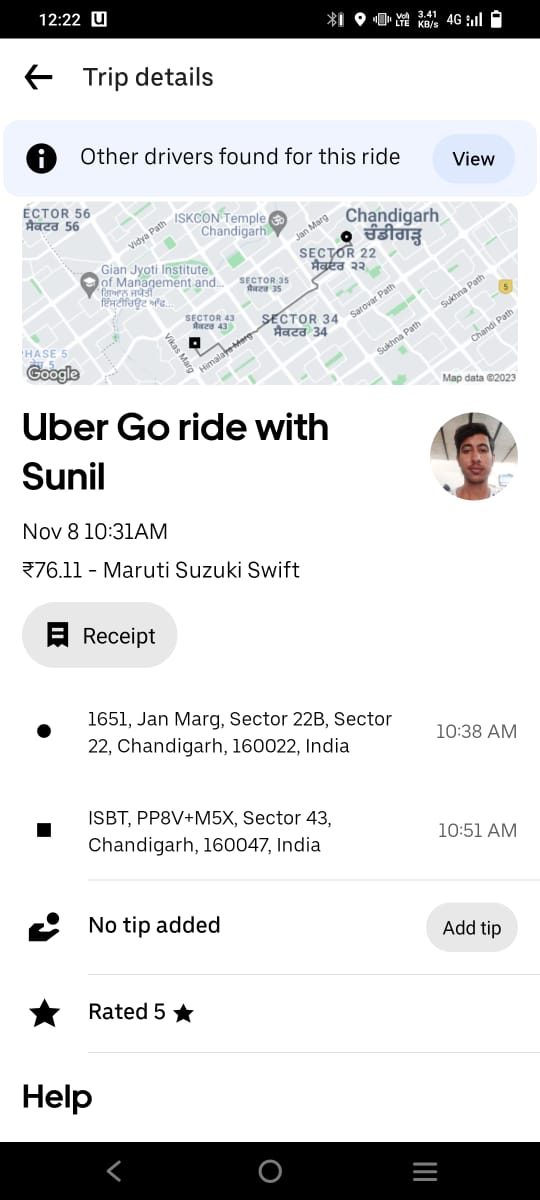 12:22 U
Vo)) LTE 3.41 KB/s 4G
Trip details
Other drivers found for this ride
View
ECTOR 56
ਸੈਕਟਰ 56
Vidya Path
ISKCON Temple
Chandigarh
Jan Marg
Chandigarh
ਚੰਡੀਗੜ੍ਹ
SECTOR 22
ਸੈਕਟਰ ੨੨
Gian Jyoti Institute
of Management and...
ਗਿਆਨ ਜਯੋਤੀ
ਇੰਸਟੀਚਿਊਟ ਆਫ...
SECTOR 35
ਸੈਕਟਰ 35
Sarovar Path
Sukhna Path
5
SECTOR 43
ਸੈਕਟਰ 43
SECTOR 34
ਸੈਕਟਰ 34
Sukhna Path
Chandi Path
Vikas Marg
Himalaya Marg
HASE 5
Google
Map data ©2023
Uber Go ride with
Sunil
Nov 8 10:31AM
₹76.11 - Maruti Suzuki Swift
Receipt
1651, Jan Marg, Sector 22B, Sector
22, Chandigarh, 160022, India
10:38 AM
ISBT, PP8V+M5X, Sector 43,
Chandigarh, 160047, India
10:51 AM
No tip added
Add tip
Rated 5 ★
Help